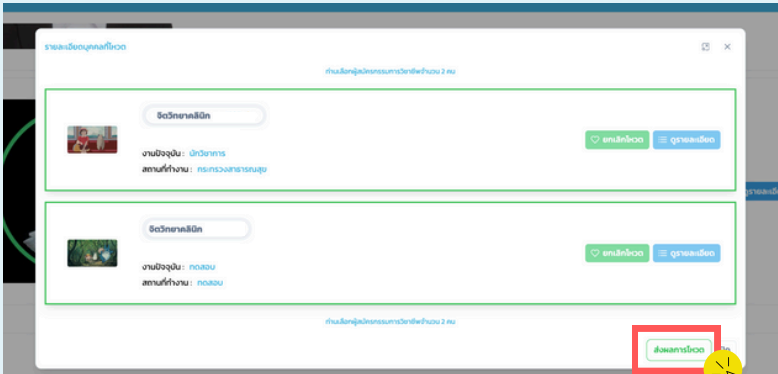 รายละเอียดบุคคลที่โหวต
ท่านเลือกผู้สมัครกรรมการวิชาชีพจำนวน 2 คน
จิตวิทยาคลินิก
ยกเลิกโหวต ดูรายละเอียด
งานปัจจุบัน : นักวิชาการ
สถานที่ทำงาน : กระทรวงสาธารณสุข
จิตวิทยาคลินิก
ยกเลิกโหวต ดูรายละเอียด
งานปัจจุบัน : ทดสอบ
สถานที่ทำงาน : ทดสอบ
ท่านเลือกผู้สมัครกรรมการวิชาชีพจำนวน 2 คน
ส่งผลการโหวต